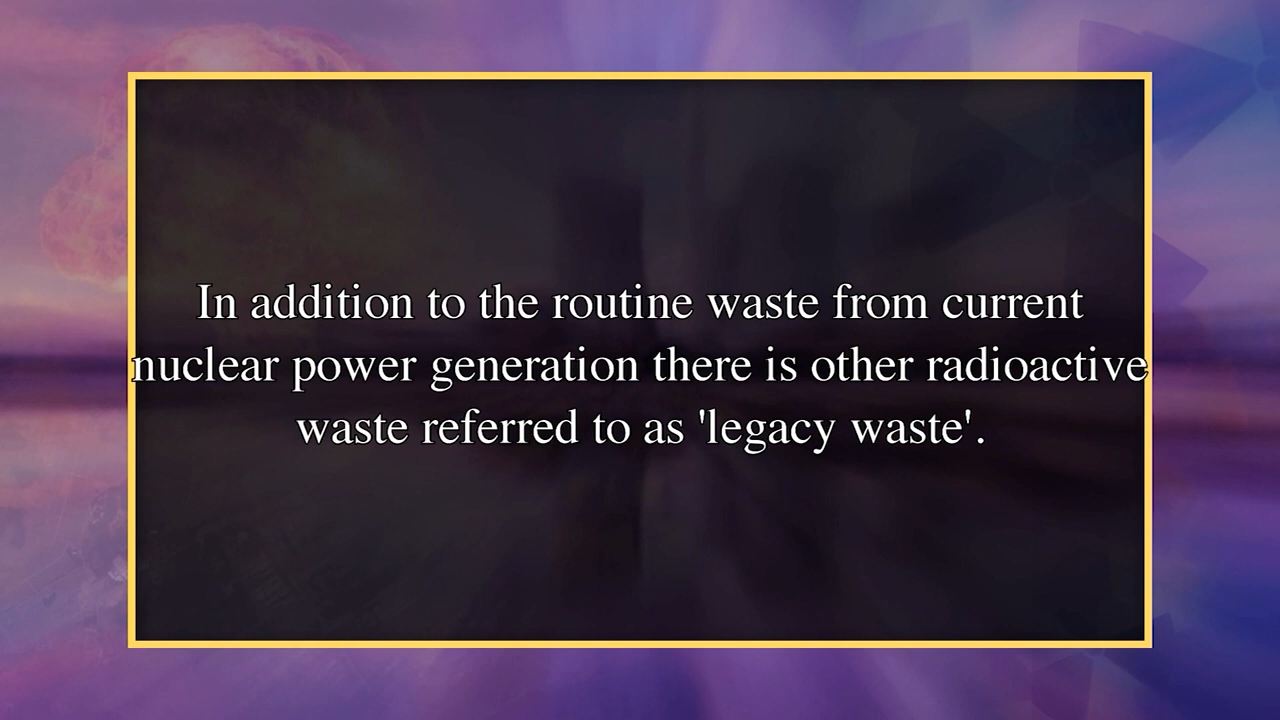 In addition to the routine waste from current
nuclear power generation there is other radioactive
waste referred to as 'legacy waste'.